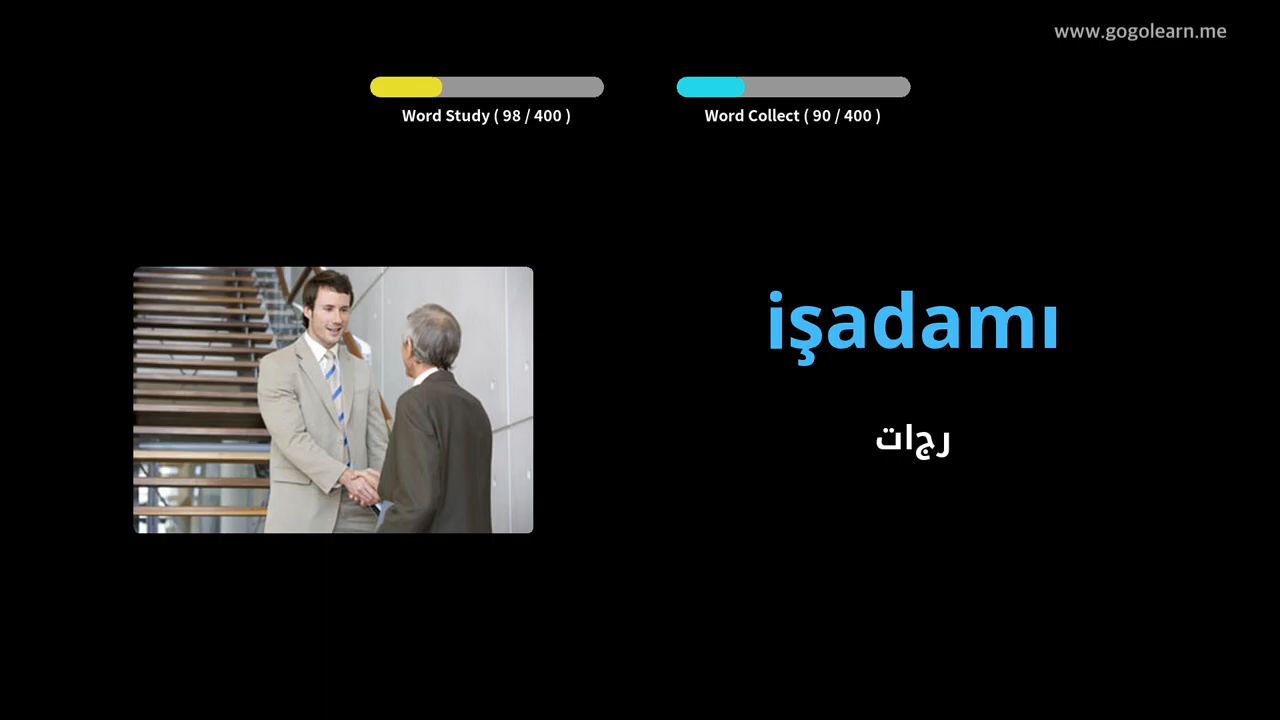 www.gogolearn.me
Word Study ( 98 / 400 )
Word Collect ( 90 / 400 )
işadamı
رجات